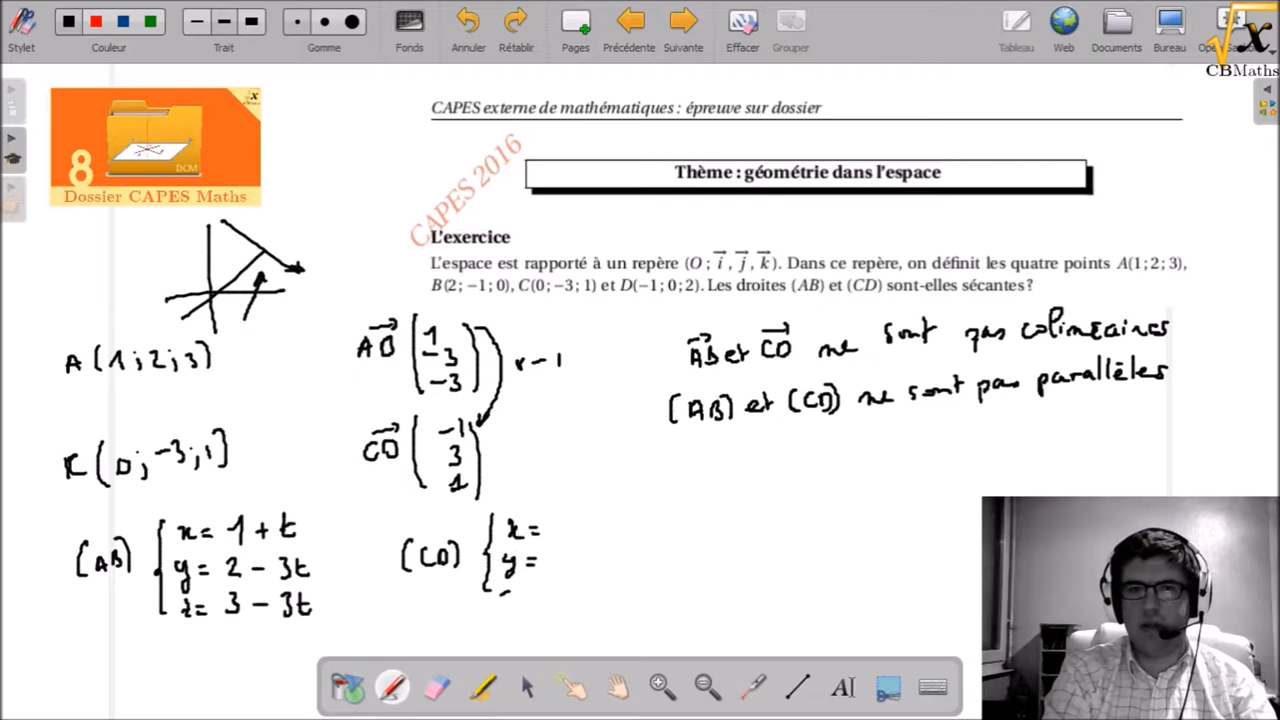 Stylet Couleur Trait Gomme Fonds Annuler Rétablir Pages Précédente Suivante Effacer Grouper Tableau Web Documents Bureau
CBMaths
8
DCM
Dossier CAPES Maths
CAPES externe de mathématiques : épreuve sur dossier
CAPES 2016
Thème : géométrie dans l'espace
L'exercice
L'espace est rapporté à un repère (O ; i⃗, j⃗, k⃗). Dans ce repère, on définit les quatre points A(1; 2; 3),
B(2; −1; 0), C(0; −3; 1) et D(−1; 0; 2). Les droites (AB) et (CD) sont-elles sécantes ?
A(1;2;3)
AB⃗ (1
-3
-3)
x-1
AB⃗ et CD⃗ ne sont pas colinéaires
(AB) et (CD) ne sont pas parallèles
C(0;-3;1)
CD⃗ (-1
3
1)
(AB) { x= 1+t
y= 2-3t
z= 3-3t
(CD) { x=
y=
AI